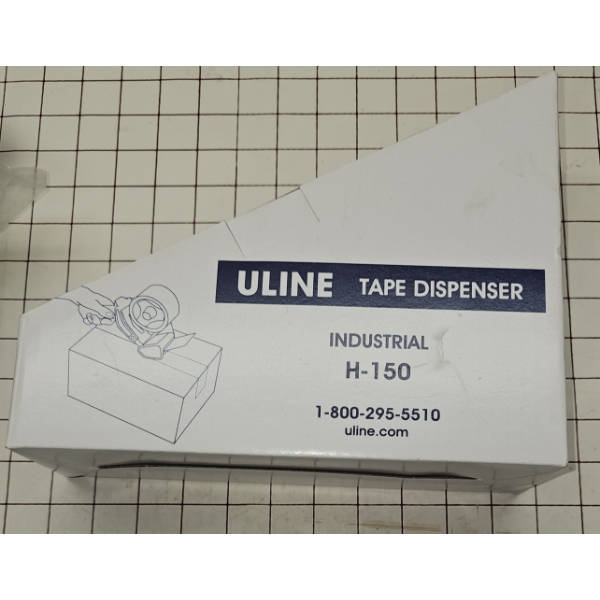 ULINE TAPE DISPENSER
INDUSTRIAL
H-150
1-800-295-5510
uline.com